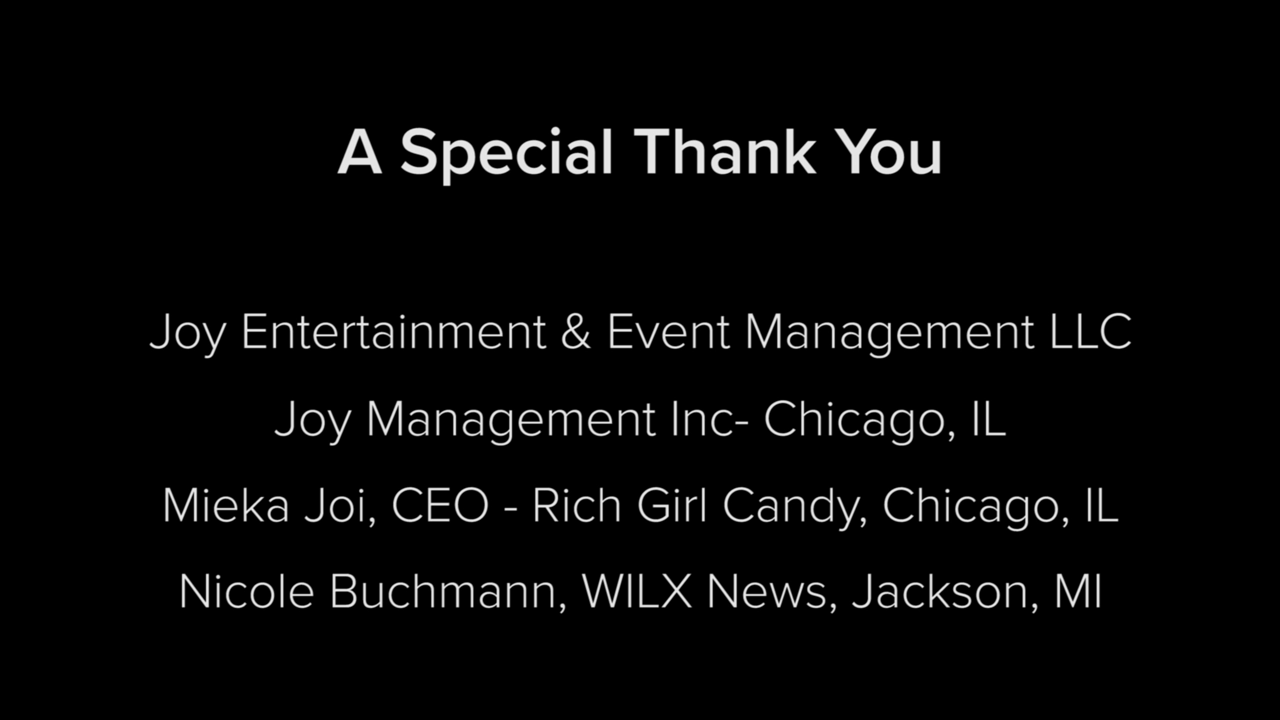 A Special Thank You
Joy Entertainment & Event Management LLC
Joy Management Inc- Chicago, IL
Mieka Joi, CEO - Rich Girl Candy, Chicago, IL
Nicole Buchmann, WILX News, Jackson, MI